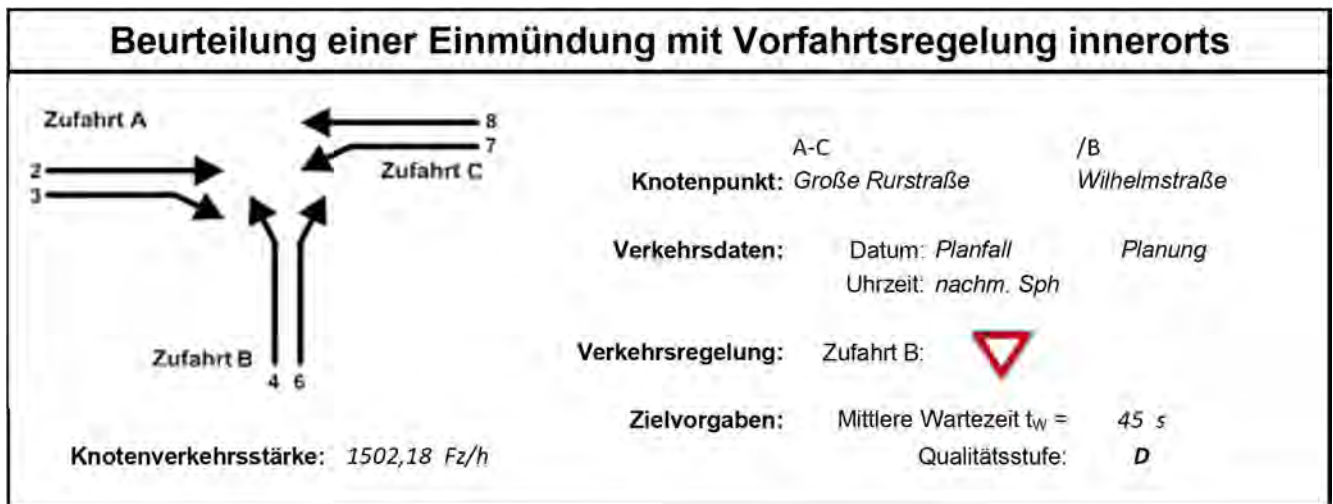 Beurteilung einer Einmündung mit Vorfahrtsregelung innerorts
Zufahrt A
8
7
2
Zufahrt C
3
Zufahrt B
4 6
Knotenverkehrsstärke: 1502,18 Fz/h
A-C /B
Knotenpunkt: Große Rurstraße Wilhelmstraße
Verkehrsdaten: Datum: Planfall Planung
Uhrzeit: nachm. Sph
Verkehrsregelung: Zufahrt B:
Zielvorgaben: Mittlere Wartezeit tw = 45 s
Qualitätsstufe: D